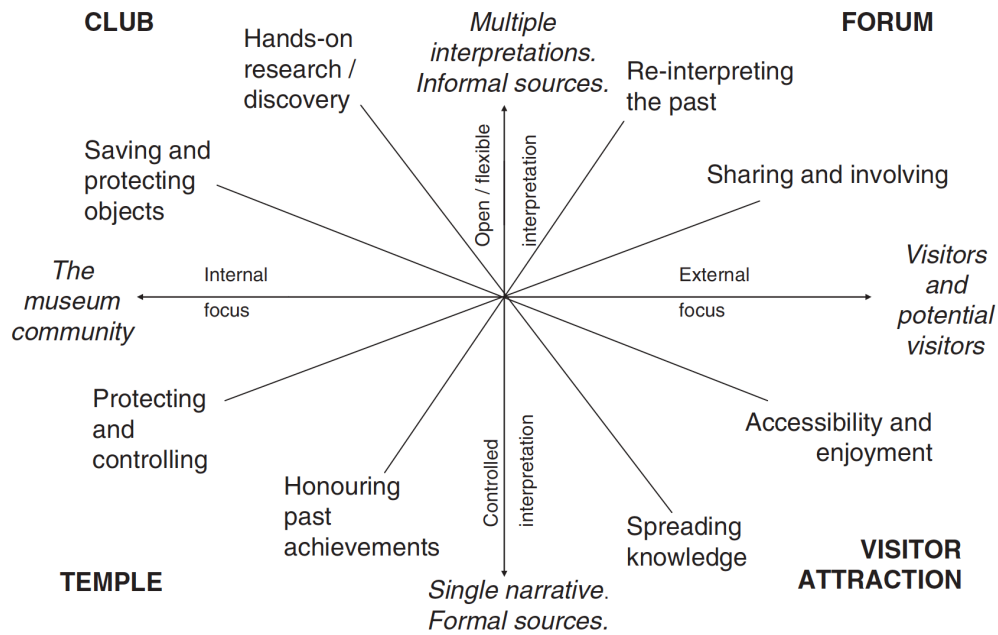 CLUB
Multiple
interpretations.
Informal sources.
FORUM
Hands-on
research /
discovery
Re-interpreting
the past
Saving and
protecting
objects
Open / flexible
interpretation
Sharing and involving
The
museum
community
Internal
focus
External
focus
Visitors
and
potential
visitors
Protecting
and
controlling
Controlled
interpretation
Accessibility and
enjoyment
Honouring
past
achievements
Spreading
knowledge
TEMPLE
Single narrative.
Formal sources.
VISITOR
ATTRACTION